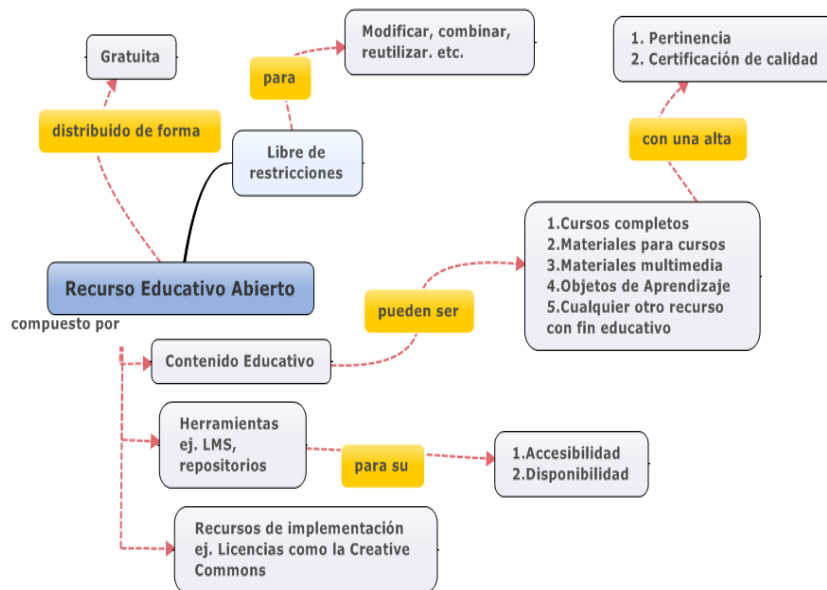 Gratuita
distribuido de forma
Modificar, combinar,
reutilizar. etc.
para
Libre de
restricciones
1. Pertinencia
2. Certificación de calidad
con una alta
Recurso Educativo Abierto
compuesto por
1.Cursos completos
2.Materiales para cursos
3.Materiales multimedia
4.Objetos de Aprendizaje
5.Cualquier otro recurso
con fin educativo
pueden ser
Contenido Educativo
Herramientas
ej. LMS,
repositorios
para su
1.Accesibilidad
2.Disponibilidad
Recursos de implementación
ej. Licencias como la Creative
Commons